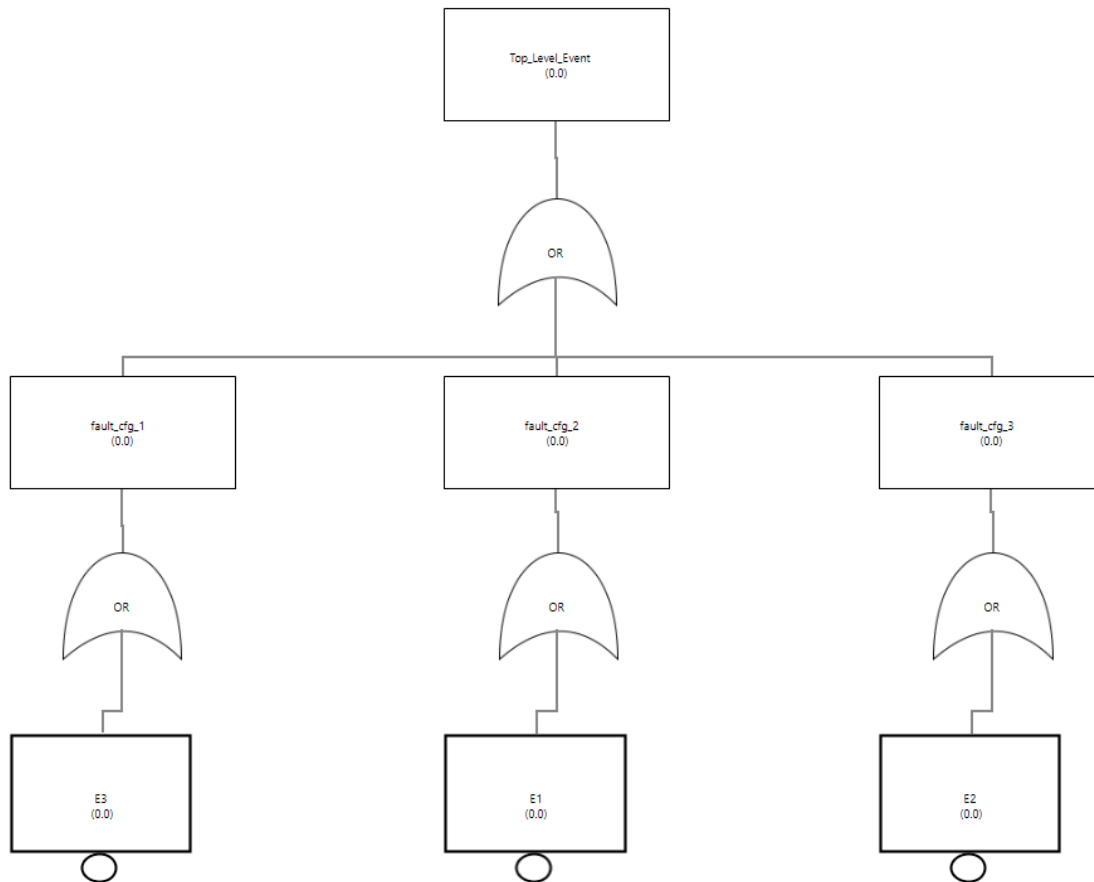 Top_Level_Event
(0.0)
OR
fault_cfg_1
(0.0)
fault_cfg_2
(0.0)
fault_cfg_3
(0.0)
OR
OR
OR
E3
(0.0)
E1
(0.0)
E2
(0.0)